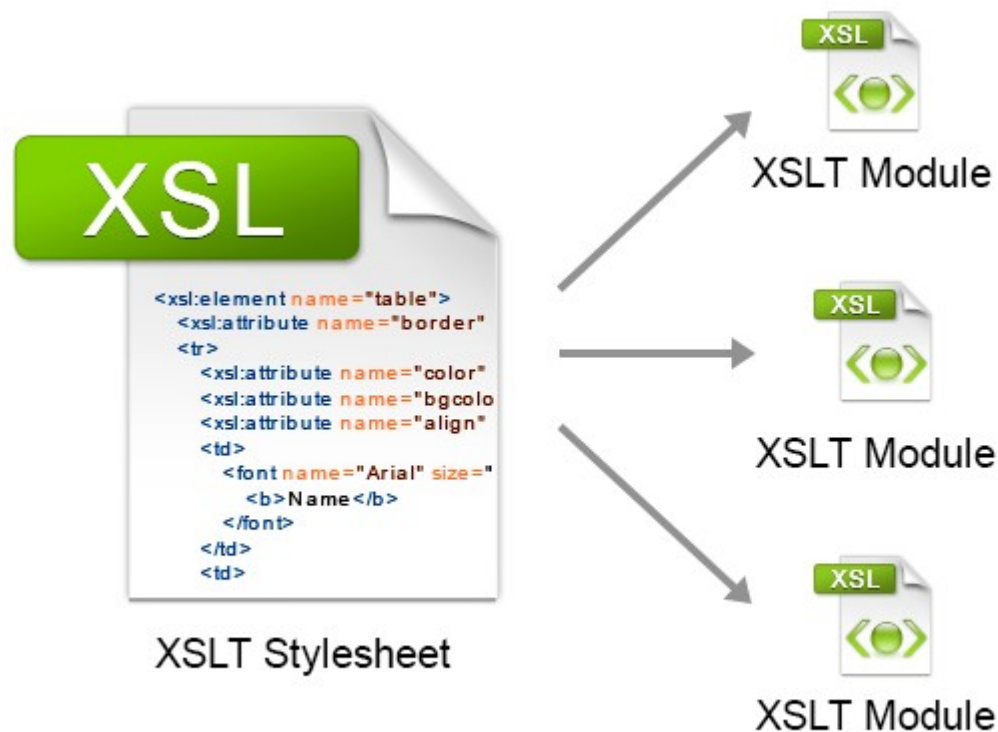 XSL
<xsl:element name="table">
<xsl:attribute name="border"
<tr>
<xsl:attribute name="color"
<xsl:attribute name="bgcolo
<xsl:attribute name="align"
<td>
<font name="Arial" size="
<b>Name</b>
</font>
</td>
<td>
XSLT Stylesheet
XSL
XSLT Module
XSL
XSLT Module
XSL
XSLT Module